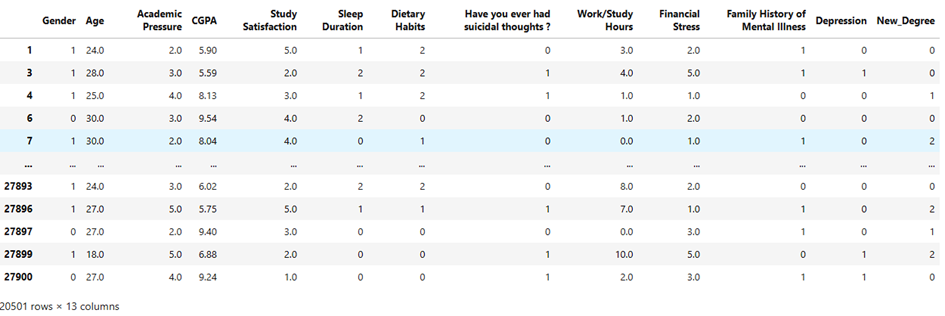 Gender Age Academic Pressure CGPA Study Satisfaction Sleep Duration Dietary Habits Have you ever had suicidal thoughts ? Work/Study Hours Financial Stress Family History of Mental Illness Depression New_Degree
1 1 24.0 2.0 5.90 5.0 1 2 0 3.0 2.0 1 0 0
3 1 28.0 3.0 5.59 2.0 2 2 1 4.0 5.0 1 1 0
4 1 25.0 4.0 8.13 3.0 1 2 1 1.0 1.0 0 0 1
6 0 30.0 3.0 9.54 4.0 2 0 0 1.0 2.0 0 0 0
7 1 30.0 2.0 8.04 4.0 0 1 0 0.0 1.0 1 0 2
... ... ... ... ... ... ... ... ... ... ... ... ... ...
27893 1 24.0 3.0 6.02 2.0 2 2 0 8.0 2.0 0 0 0
27896 1 27.0 5.0 5.75 5.0 1 1 1 7.0 1.0 1 0 2
27897 0 27.0 2.0 9.40 3.0 0 0 0 0.0 3.0 1 0 1
27899 1 18.0 5.0 6.88 2.0 0 0 1 10.0 5.0 0 1 2
27900 0 27.0 4.0 9.24 1.0 0 0 1 2.0 3.0 1 1 0
20501 rows × 13 columns